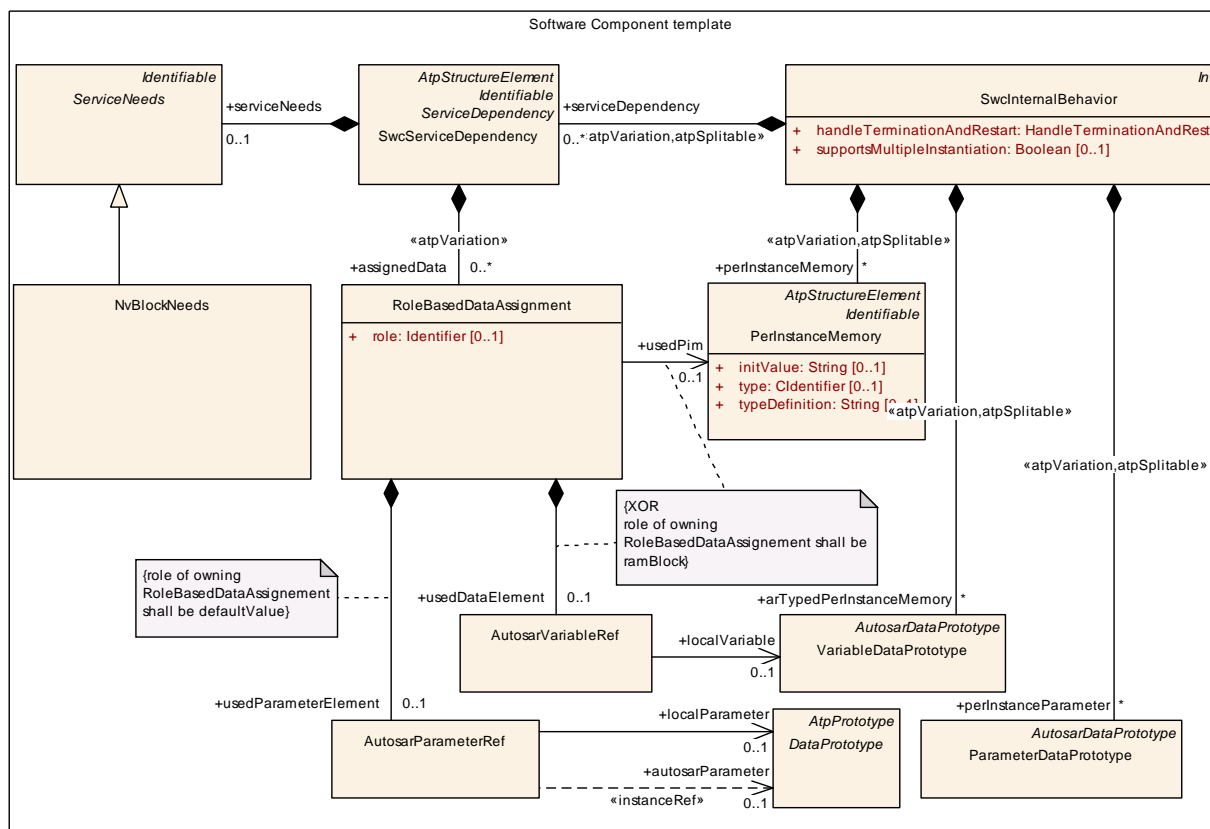 Software Component template
Identifiable
ServiceNeeds
+serviceNeeds
0..1
AtpStructureElement
Identifiable
ServiceDependency
SwcServiceDependency
+serviceDependency
0..*
«atpVariation,atpSplitable»
In
SwcInternalBehavior
+ handleTerminationAndRestart: HandleTerminationAndRest
+ supportsMultipleInstantiation: Boolean [0..1]
«atpVariation»
+assignedData
0..*
«atpVariation,atpSplitable»
+perInstanceMemory
*
NvBlockNeeds
RoleBasedDataAssignment
+ role: Identifier [0..1]
+usedPim
0..1
AtpStructureElement
Identifiable
PerInstanceMemory
+ initValue: String [0..1]
+ type: CIdentifier [0..1]
+ typeDefinition: String [0..1]
«atpVariation,atpSplitable»
«atpVariation,atpSplitable»
{XOR
role of owning
RoleBasedDataAssignement shall be
ramBlock}
{role of owning
RoleBasedDataAssignement
shall be defaultValue}
+usedDataElement
0..1
+arTypedPerInstanceMemory
*
AutosarVariableRef
+localVariable
0..1
AutosarDataPrototype
VariableDataPrototype
+usedParameterElement
0..1
+perInstanceParameter
*
AutosarParameterRef
+localParameter
0..1
+autosarParameter
«instanceRef»
0..1
AtpPrototype
DataPrototype
AutosarDataPrototype
ParameterDataPrototype